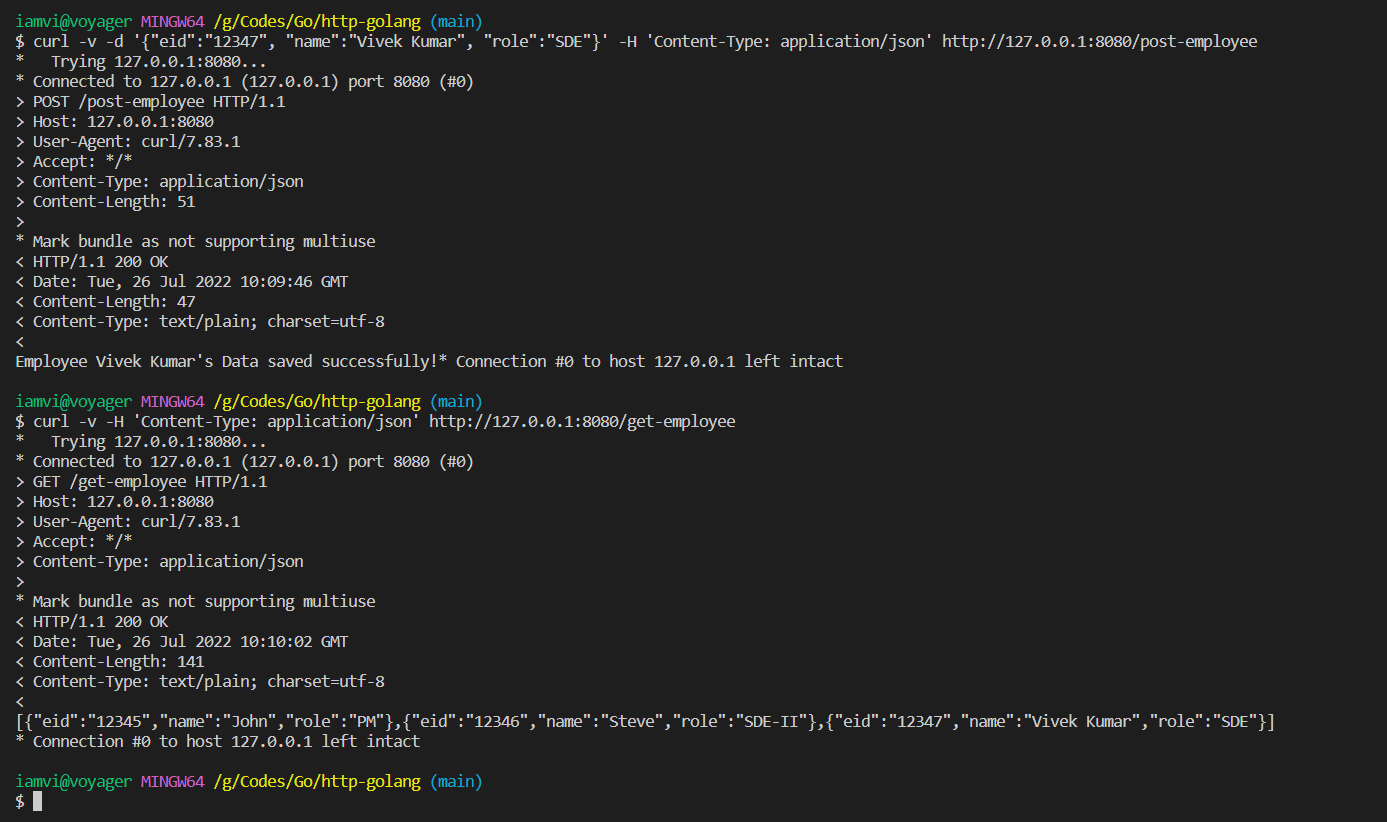 iamvi@voyager MINGW64 /g/Codes/Go/http-golang (main)
$ curl -v -d '{"eid":"12347", "name":"Vivek Kumar", "role":"SDE"}' -H 'Content-Type: application/json' http://127.0.0.1:8080/post-employee
*   Trying 127.0.0.1:8080...
* Connected to 127.0.0.1 (127.0.0.1) port 8080 (#0)
> POST /post-employee HTTP/1.1
> Host: 127.0.0.1:8080
> User-Agent: curl/7.83.1
> Accept: */*
> Content-Type: application/json
> Content-Length: 51
>
* Mark bundle as not supporting multiuse
< HTTP/1.1 200 OK
< Date: Tue, 26 Jul 2022 10:09:46 GMT
< Content-Length: 47
< Content-Type: text/plain; charset=utf-8
<
Employee Vivek Kumar's Data saved successfully!* Connection #0 to host 127.0.0.1 left intact
iamvi@voyager MINGW64 /g/Codes/Go/http-golang (main)
$ curl -v -H 'Content-Type: application/json' http://127.0.0.1:8080/get-employee
*   Trying 127.0.0.1:8080...
* Connected to 127.0.0.1 (127.0.0.1) port 8080 (#0)
> GET /get-employee HTTP/1.1
> Host: 127.0.0.1:8080
> User-Agent: curl/7.83.1
> Accept: */*
> Content-Type: application/json
>
* Mark bundle as not supporting multiuse
< HTTP/1.1 200 OK
< Date: Tue, 26 Jul 2022 10:10:02 GMT
< Content-Length: 141
< Content-Type: text/plain; charset=utf-8
<
[{"eid":"12345","name":"John","role":"PM"},{"eid":"12346","name":"Steve","role":"SDE-II"},{"eid":"12347","name":"Vivek Kumar","role":"SDE"}]
* Connection #0 to host 127.0.0.1 left intact
iamvi@voyager MINGW64 /g/Codes/Go/http-golang (main)
$